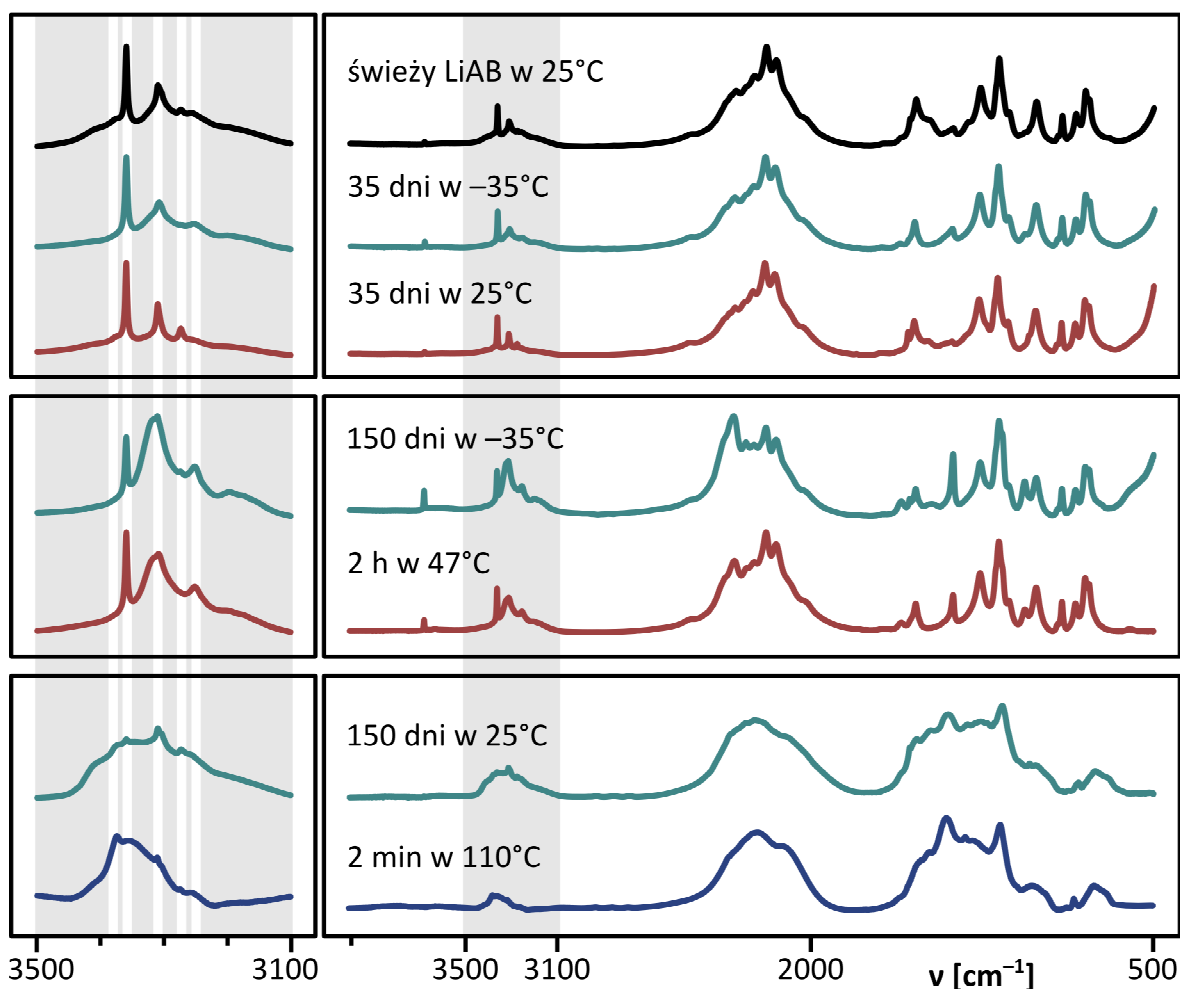 świeży LiAB w 25°C
35 dni w –35°C
35 dni w 25°C
150 dni w –35°C
2 h w 47°C
150 dni w 25°C
2 min w 110°C
3500 3100 3500 3100 2000 ν [cm⁻¹] 500